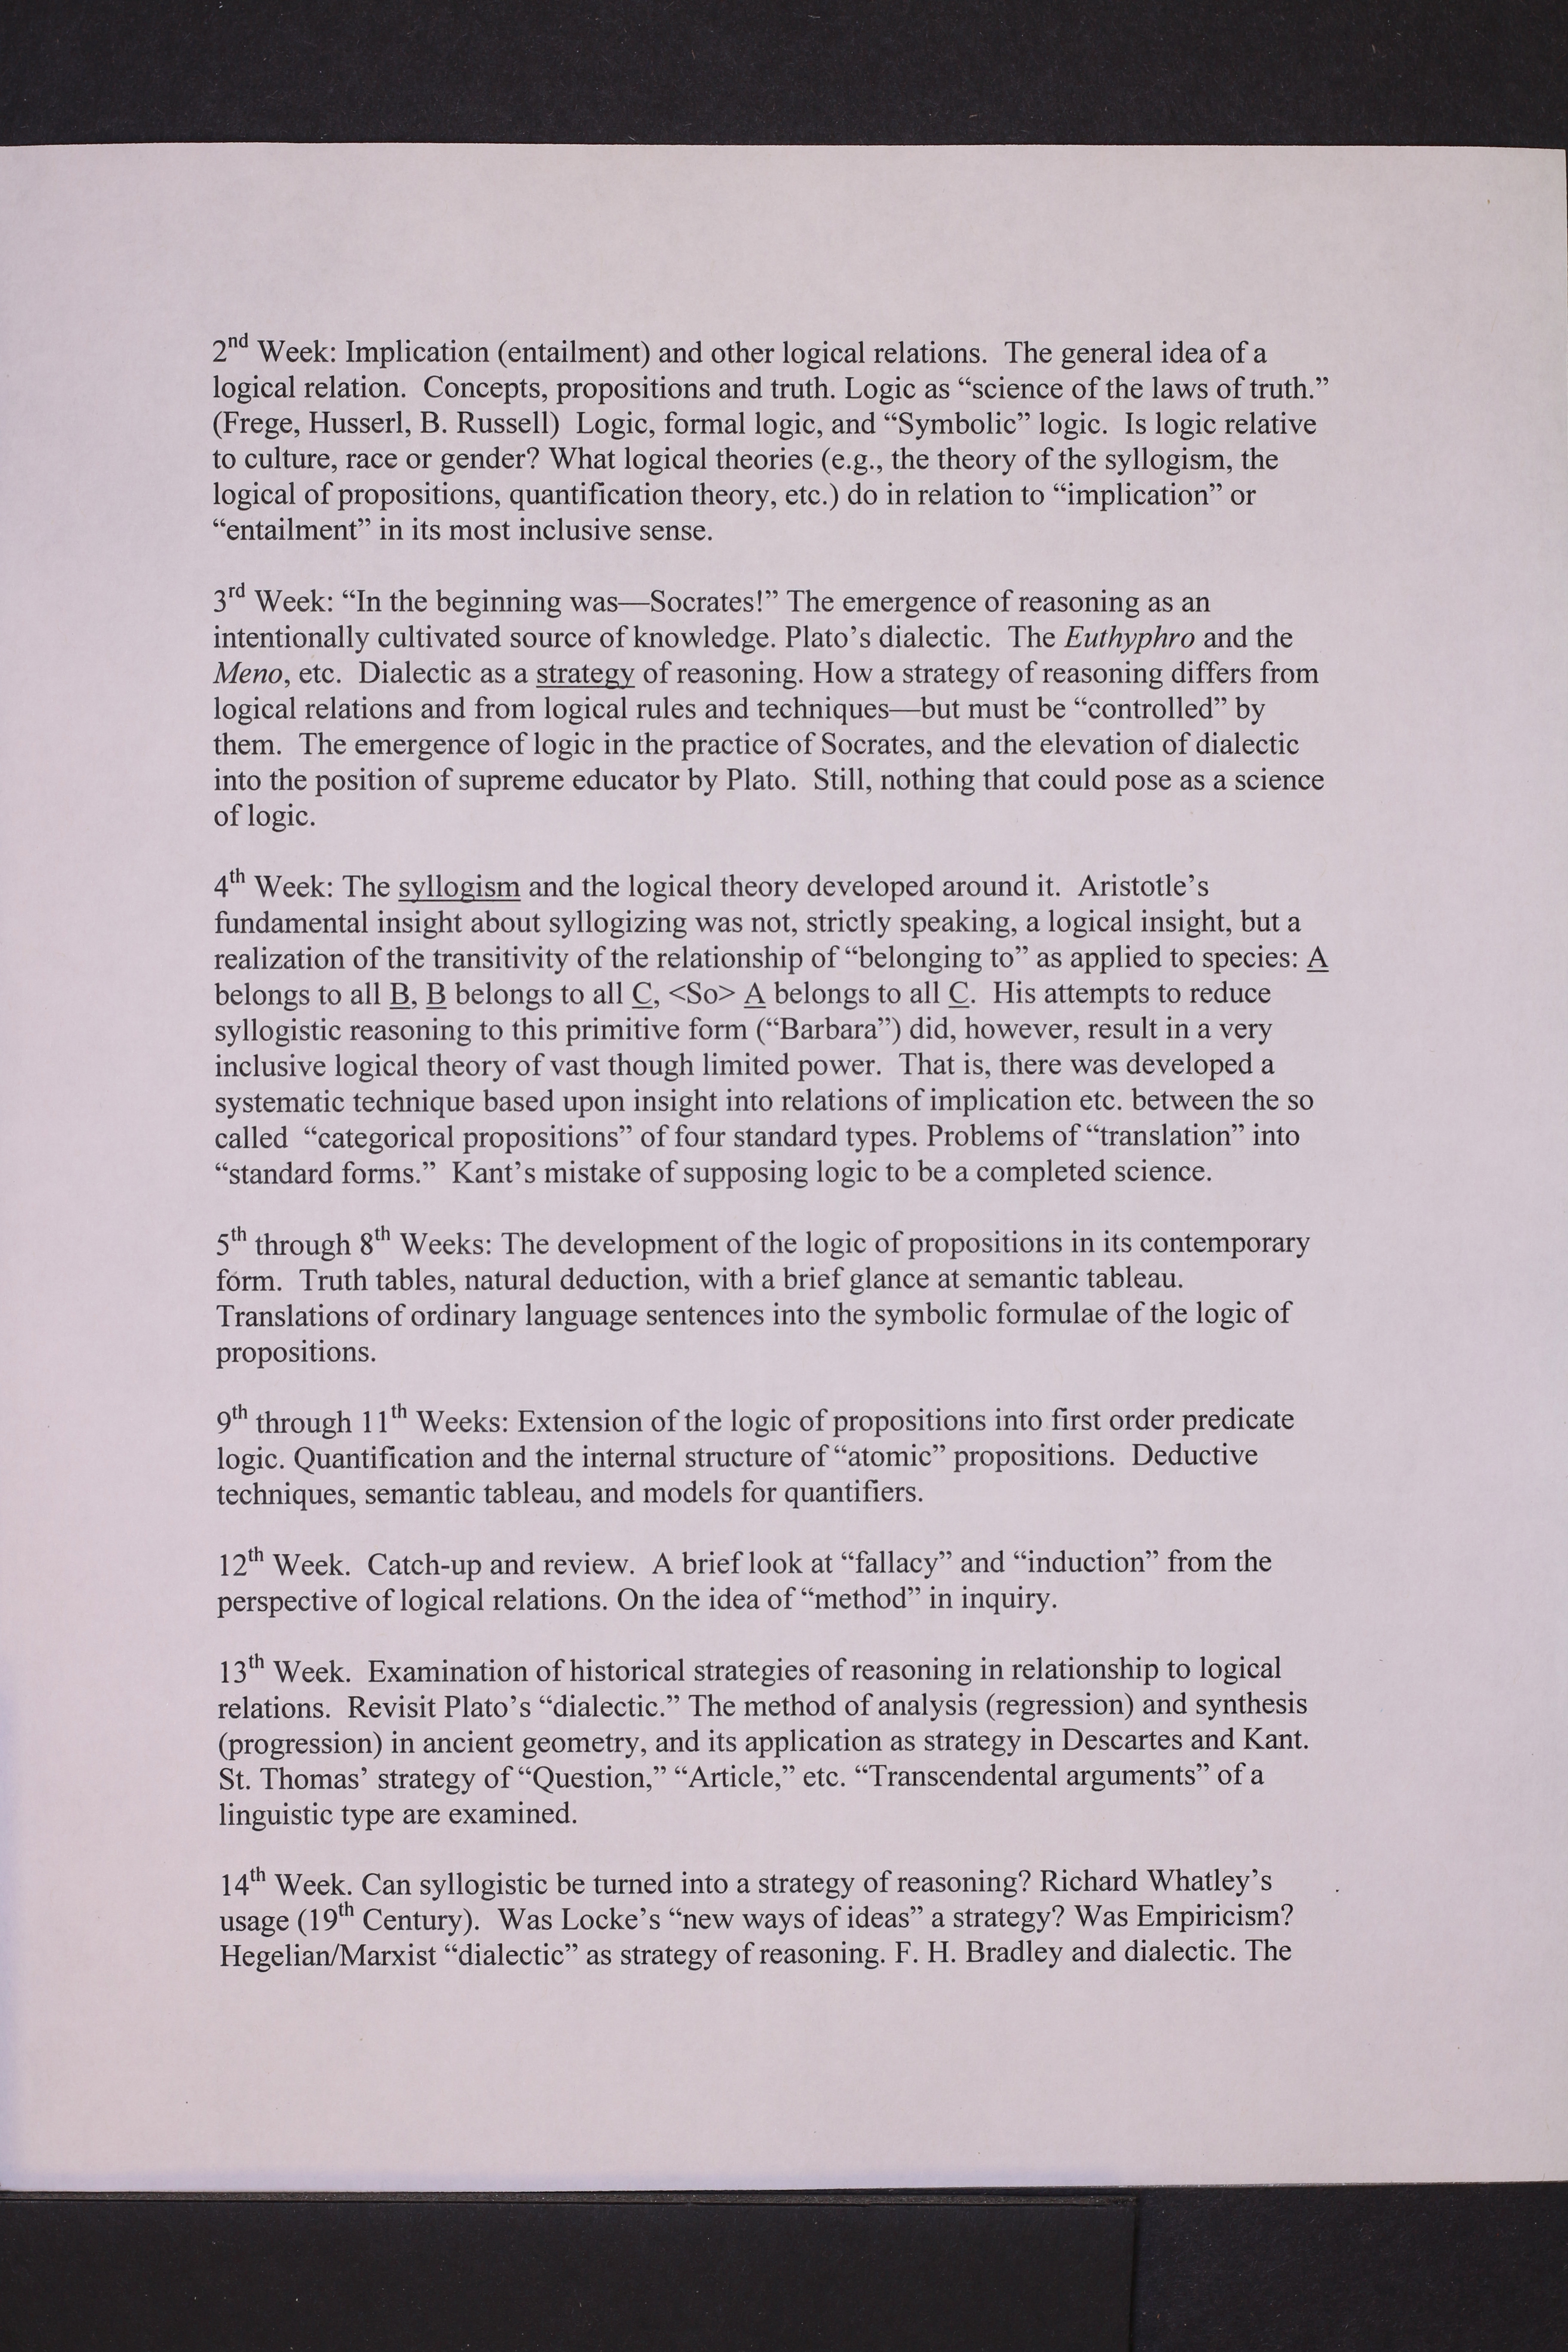 2nd Week: Implication (entailment) and other logical relations.  The general idea of a
logical relation.  Concepts, propositions and truth. Logic as “science of the laws of truth.”
(Frege, Husserl, B. Russell)  Logic, formal logic, and “Symbolic” logic.  Is logic relative
to culture, race or gender? What logical theories (e.g., the theory of the syllogism, the
logical of propositions, quantification theory, etc.) do in relation to “implication” or
“entailment” in its most inclusive sense.
3rd Week: “In the beginning was—Socrates!” The emergence of reasoning as an
intentionally cultivated source of knowledge. Plato’s dialectic.  The Euthyphro and the
Meno, etc.  Dialectic as a strategy of reasoning. How a strategy of reasoning differs from
logical relations and from logical rules and techniques—but must be “controlled” by
them.  The emergence of logic in the practice of Socrates, and the elevation of dialectic
into the position of supreme educator by Plato.  Still, nothing that could pose as a science
of logic.
4th Week: The syllogism and the logical theory developed around it.  Aristotle’s
fundamental insight about syllogizing was not, strictly speaking, a logical insight, but a
realization of the transitivity of the relationship of “belonging to” as applied to species: A
belongs to all B, B belongs to all C, <So> A belongs to all C.  His attempts to reduce
syllogistic reasoning to this primitive form (“Barbara”) did, however, result in a very
inclusive logical theory of vast though limited power.  That is, there was developed a
systematic technique based upon insight into relations of implication etc. between the so
called  “categorical propositions” of four standard types. Problems of “translation” into
“standard forms.”  Kant’s mistake of supposing logic to be a completed science.
5th through 8th Weeks: The development of the logic of propositions in its contemporary
form.  Truth tables, natural deduction, with a brief glance at semantic tableau.
Translations of ordinary language sentences into the symbolic formulae of the logic of
propositions.
9th through 11th Weeks: Extension of the logic of propositions into first order predicate
logic. Quantification and the internal structure of “atomic” propositions.  Deductive
techniques, semantic tableau, and models for quantifiers.
12th Week.  Catch-up and review.  A brief look at “fallacy” and “induction” from the
perspective of logical relations. On the idea of “method” in inquiry.
13th Week.  Examination of historical strategies of reasoning in relationship to logical
relations.  Revisit Plato’s “dialectic.” The method of analysis (regression) and synthesis
(progression) in ancient geometry, and its application as strategy in Descartes and Kant.
St. Thomas’ strategy of “Question,” “Article,” etc. “Transcendental arguments” of a
linguistic type are examined.
14th Week. Can syllogistic be turned into a strategy of reasoning? Richard Whatley’s
usage (19th Century).  Was Locke’s “new ways of ideas” a strategy? Was Empiricism?
Hegelian/Marxist “dialectic” as strategy of reasoning. F. H. Bradley and dialectic. The